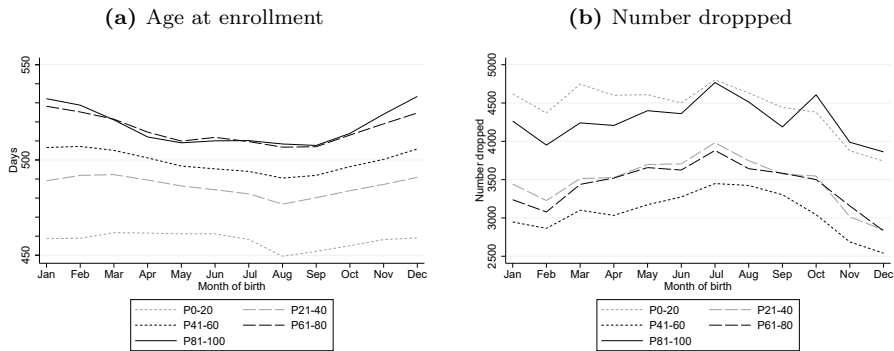 (a) Age at enrollment
550
500
450
Days
Jan Feb Mar Apr May Jun Jul Aug Sep Oct Nov Dec
Month of birth
P0-20 P21-40
P41-60 P61-80
P81-100
(b) Number droppped
5000
4500
4000
3500
3000
2500
Number dropped
Jan Feb Mar Apr May Jun Jul Aug Sep Oct Nov Dec
Month of birth
P0-20 P21-40
P41-60 P61-80
P81-100